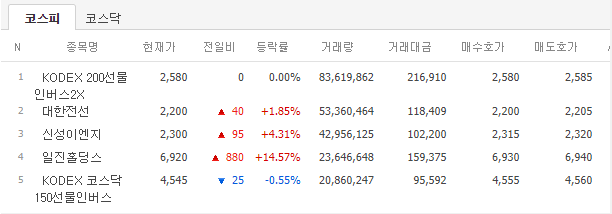 코스피 코스닥
N 종목명 현재가 전일비 등락률 거래량 거래대금 매수호가 매도호가
1 KODEX 200선물인버스2X 2,580 0 0.00% 83,619,862 216,910 2,580 2,585
2 대한전선 2,200 ▲ 40 +1.85% 53,360,464 118,409 2,200 2,205
3 신성이엔지 2,300 ▲ 95 +4.31% 42,956,125 102,200 2,315 2,320
4 일진홀딩스 6,920 ▲ 880 +14.57% 23,646,648 159,375 6,930 6,940
5 KODEX 코스닥150선물인버스 4,545 ▼ 25 -0.55% 20,860,247 95,592 4,555 4,560